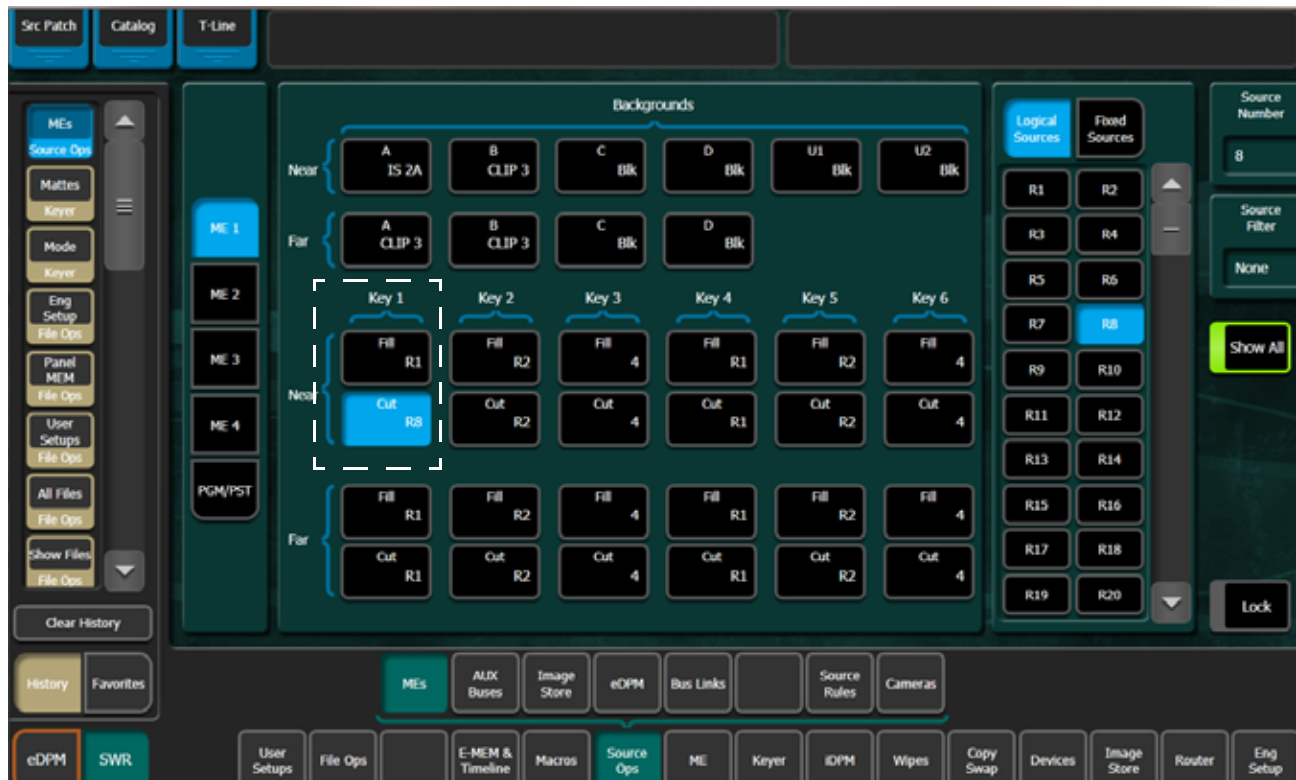 Src Patch
Catalog
T-Line
MEs
Source Ops
Mattes
Keyer
Mode
Keyer
Eng
Setup
File Ops
Panel
MEM
File Ops
User
Setups
File Ops
All Files
File Ops
Show Files
File Ops
Clear History
History
Favorites
ME 1
ME 2
ME 3
ME 4
PGM/PST
Backgrounds
Near
A IS 2A
B CLIP 3
C Blk
D Blk
U1 Blk
U2 Blk
Far
A CLIP 3
B CLIP 3
C Blk
D Blk
Key 1 Key 2 Key 3 Key 4 Key 5 Key 6
Near
Fill R1
Fill R2
Fill 4
Fill R1
Fill R2
Fill 4
Cut R8
Cut R2
Cut 4
Cut R1
Cut R2
Cut 4
Far
Fill R1
Fill R2
Fill 4
Fill R1
Fill R2
Fill 4
Cut R1
Cut R2
Cut 4
Cut R1
Cut R2
Cut 4
Logical
Sources
Fixed
Sources
R1 R2
R3 R4
R5 R6
R7 R8
R9 R10
R11 R12
R13 R14
R15 R16
R17 R18
R19 R20
Source
Number
8
Source
Filter
None
Show All
Lock
MEs
AUX
Buses
Image
Store
eDPM
Bus Links
Source
Rules
Cameras
eDPM
SWR
User
Setups
File Ops
E-MEM &
Timeline
Macros
Source
Ops
ME
Keyer
iDPM
Wipes
Copy
Swap
Devices
Image
Store
Router
Eng
Setup